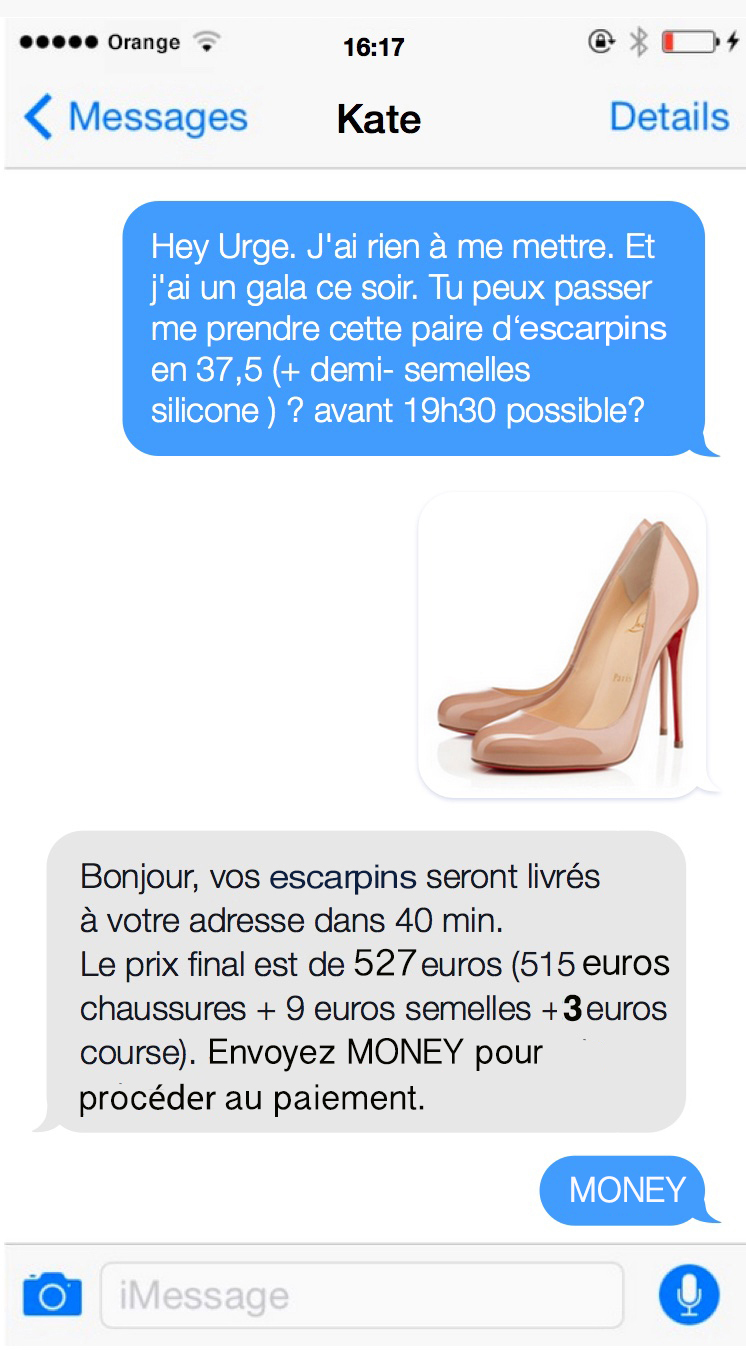 Orange
16:17
Messages
Kate
Details
Hey Urge. J'ai rien à me mettre. Et
j'ai un gala ce soir. Tu peux passer
me prendre cette paire d‘escarpins
en 37,5 (+ demi- semelles
silicone ) ? avant 19h30 possible?
Paris
Bonjour, vos escarpins seront livrés
à votre adresse dans 40 min.
Le prix final est de 527 euros (515 euros
chaussures + 9 euros semelles + 3 euros
course). Envoyez MONEY pour
procéder au paiement.
MONEY
iMessage